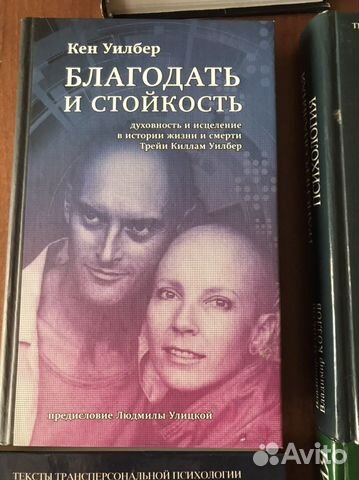 Кен Уилбер
БЛАГОДАТЬ
И СТОЙКОСТЬ
духовность и исцеление
в истории жизни и смерти
Трейи Киллам Уилбер
предисловие Людмилы Улицкой
ПСИХОЛОГИЯ
Владимир КОЗЛОВ
ТЕКСТЫ ТРАНСПЕРСОНАЛЬНОЙ ПСИХОЛОГИИ
Avito